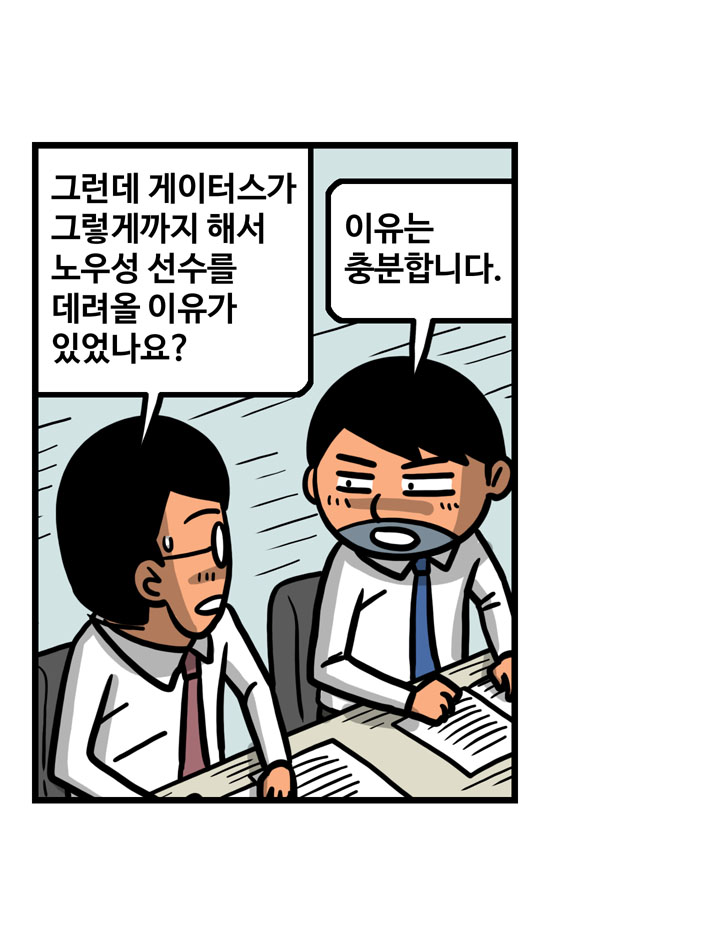 그런데 게이터스가
그렇게까지 해서
노우성 선수를
데려올 이유가
있었나요?
이유는
충분합니다.